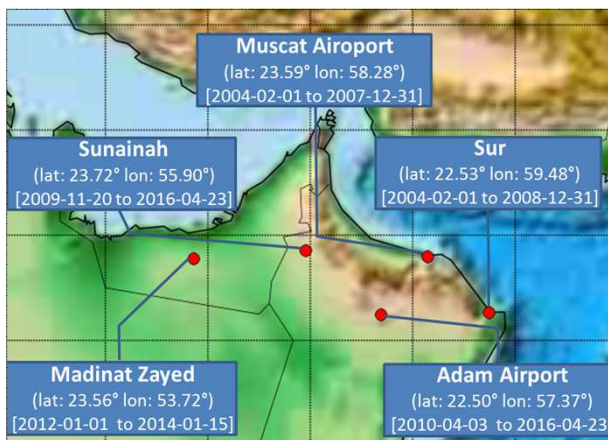 Muscat Airoport
(lat: 23.59° lon: 58.28°)
[2004-02-01 to 2007-12-31]
Sunainah
(lat: 23.72° lon: 55.90°)
[2009-11-20 to 2016-04-23]
Sur
(lat: 22.53° lon: 59.48°)
[2004-02-01 to 2008-12-31]
Madinat Zayed
(lat: 23.56° lon: 53.72°)
[2012-01-01 to 2014-01-15]
Adam Airport
(lat: 22.50° lon: 57.37°)
[2010-04-03 to 2016-04-23]